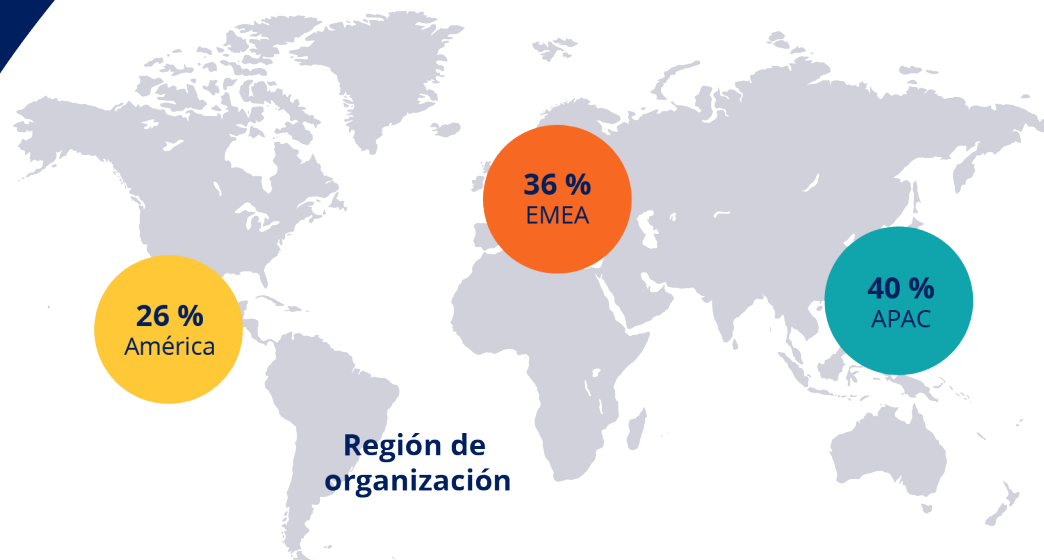 36 %
EMEA
40 %
APAC
26 %
América
Región de
organización